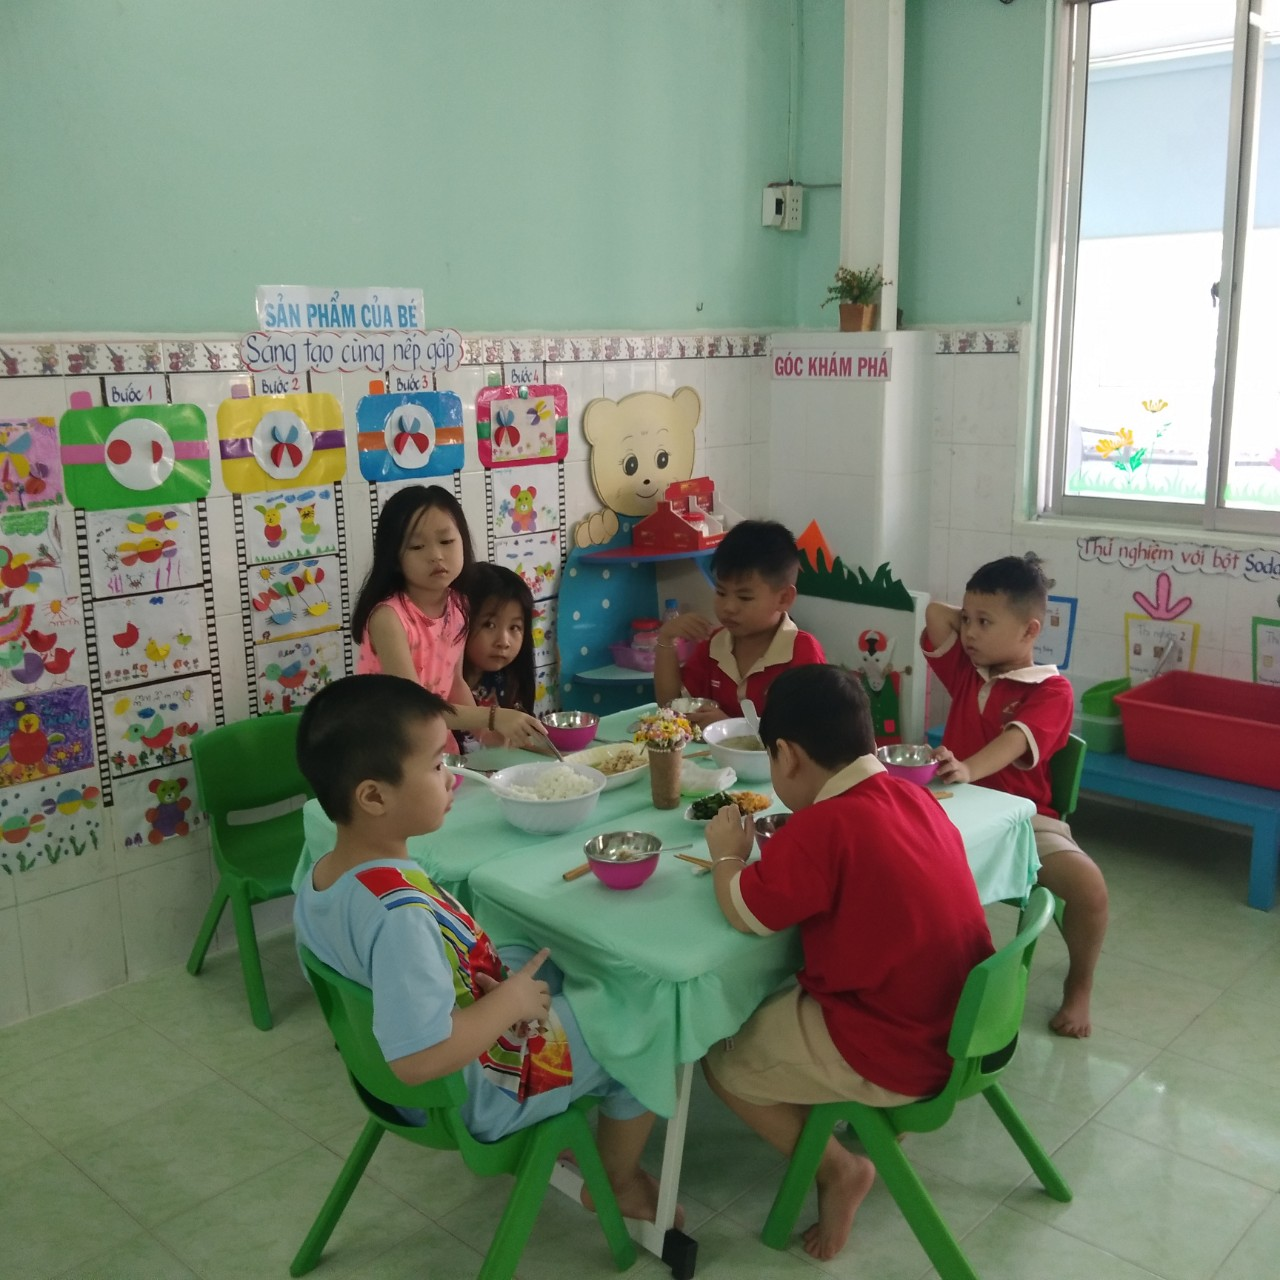 SẢN PHẨM CỦA BÉ
Sáng tạo cùng nếp gấp
Bước 1
Bước 2
Bước 3
Bước 4
GÓC KHÁM PHÁ
Thử nghiệm với bột Soda